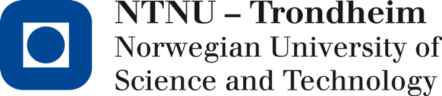 NTNU – Trondheim
Norwegian University of
Science and Technology